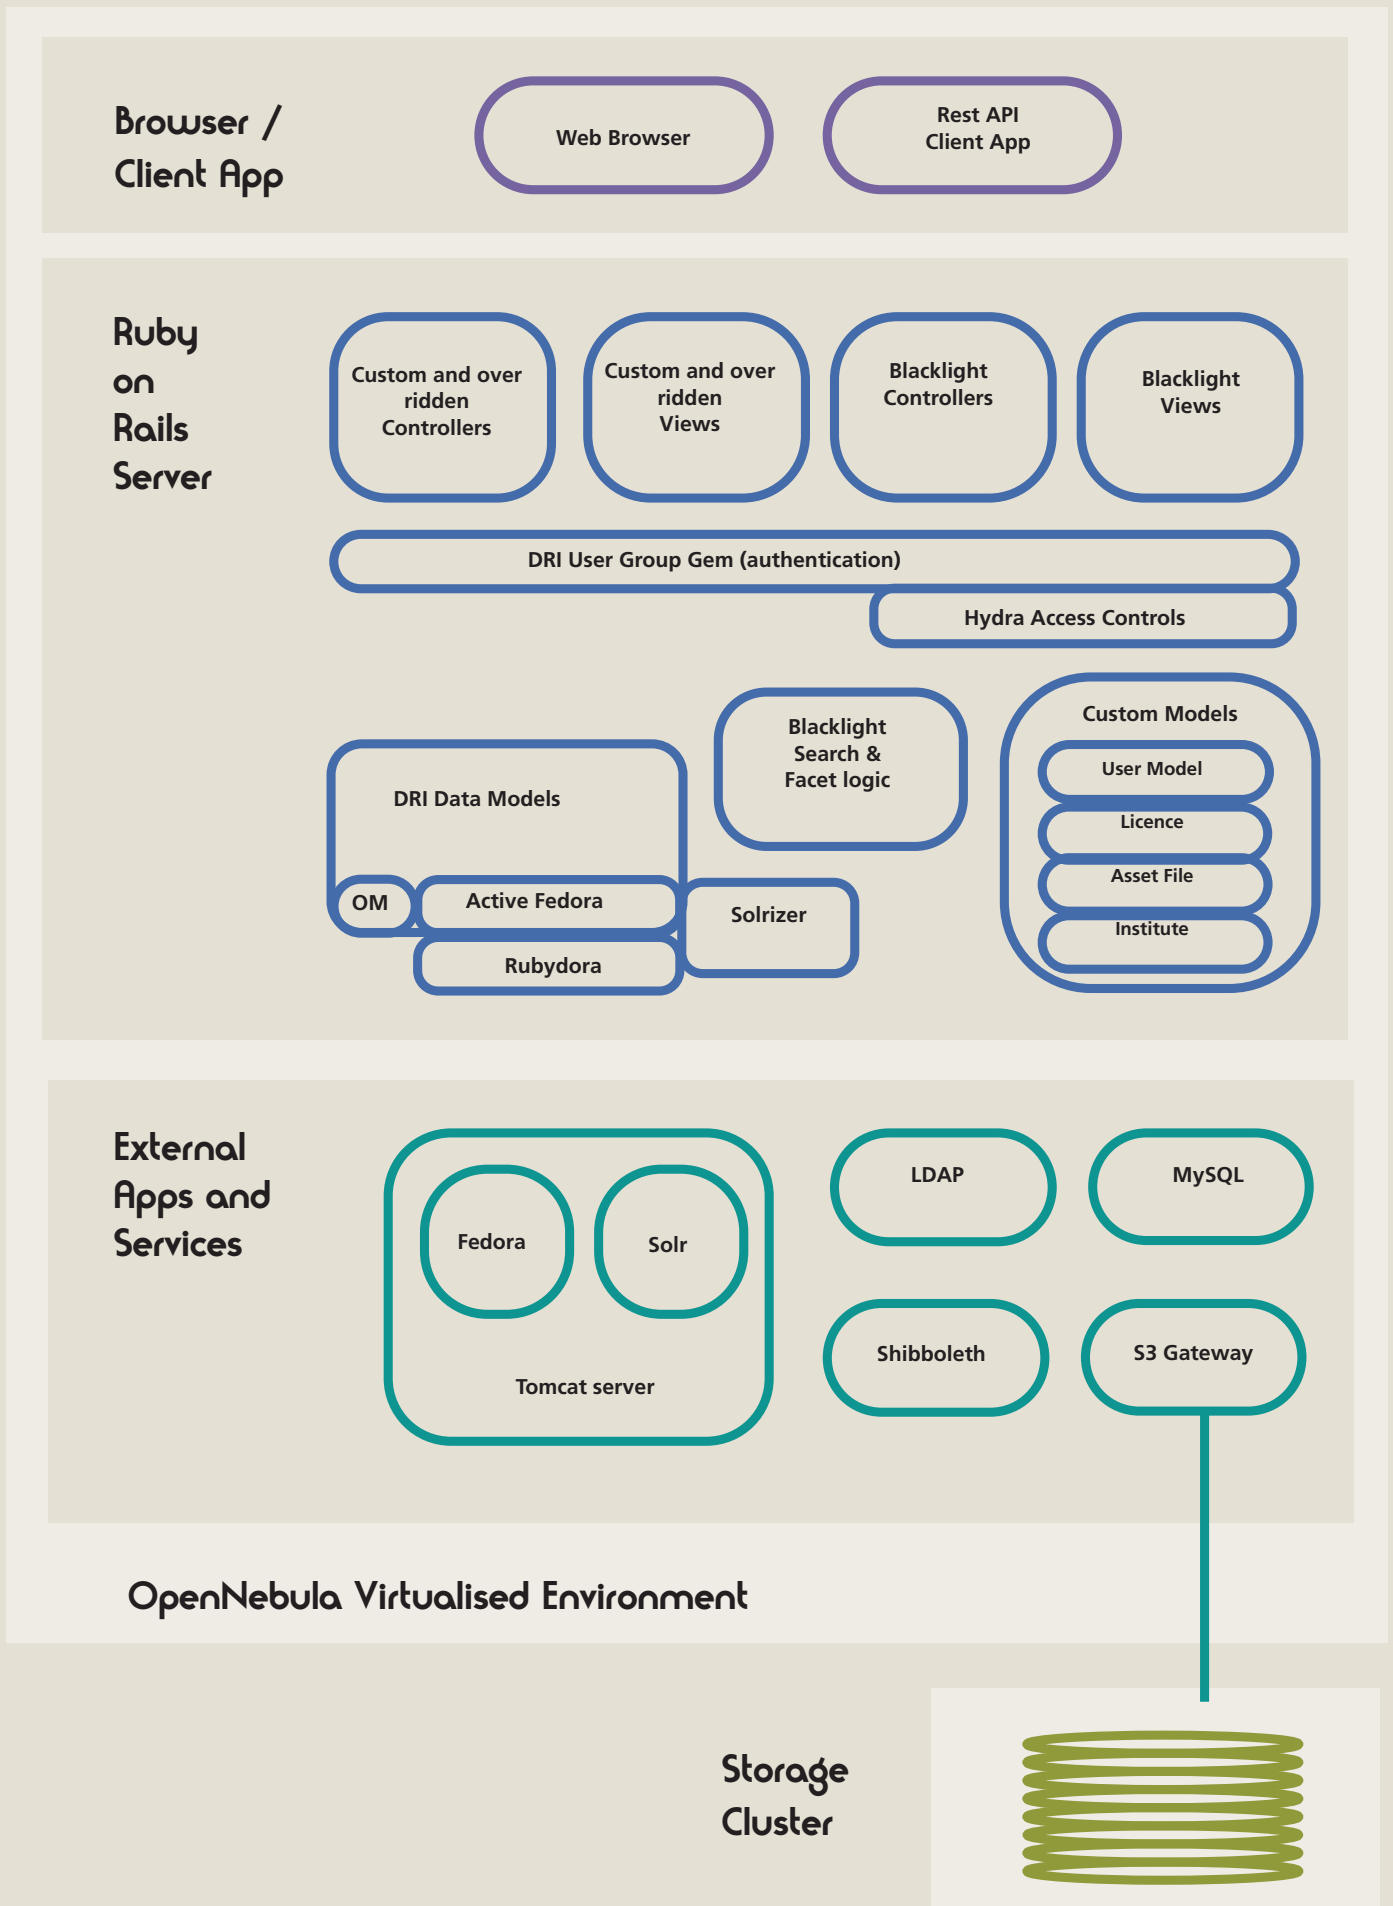 Browser /
Client App
Web Browser
Rest API
Client App
Ruby
on
Rails
Server
Custom and over
ridden
Controllers
Custom and over
ridden
Views
Blacklight
Controllers
Blacklight
Views
DRI User Group Gem (authentication)
Hydra Access Controls
Blacklight
Search &
Facet logic
Custom Models
User Model
Licence
Asset File
Institute
DRI Data Models
OM
Active Fedora
Solrizer
Rubydora
External
Apps and
Services
Fedora
Solr
Tomcat server
LDAP
MySQL
Shibboleth
S3 Gateway
OpenNebula Virtualised Environment
Storage
Cluster